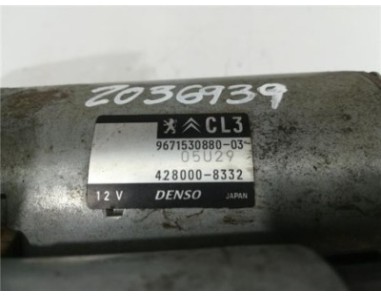 2036939
CL3
9671530880-03
05U29
428000-8332
12 V DENSO JAPAN